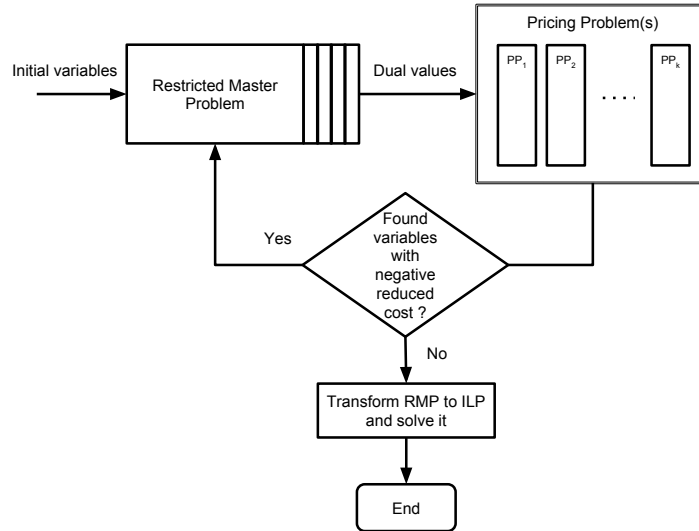 Pricing Problem(s)
Initial variables
Restricted Master
Problem
Dual values
PP1
PP2
. . . .
PPk
Found
variables
with
negative
reduced
cost ?
Yes
No
Transform RMP to ILP
and solve it
End